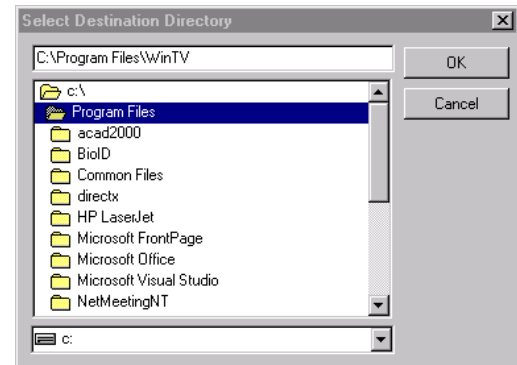 Select Destination Directory
C:\Program Files\WinTV
OK
c:\
Program Files
Cancel
acad2000
BioID
Common Files
directx
HP LaserJet
Microsoft FrontPage
Microsoft Office
Microsoft Visual Studio
NetMeetingNT
c: